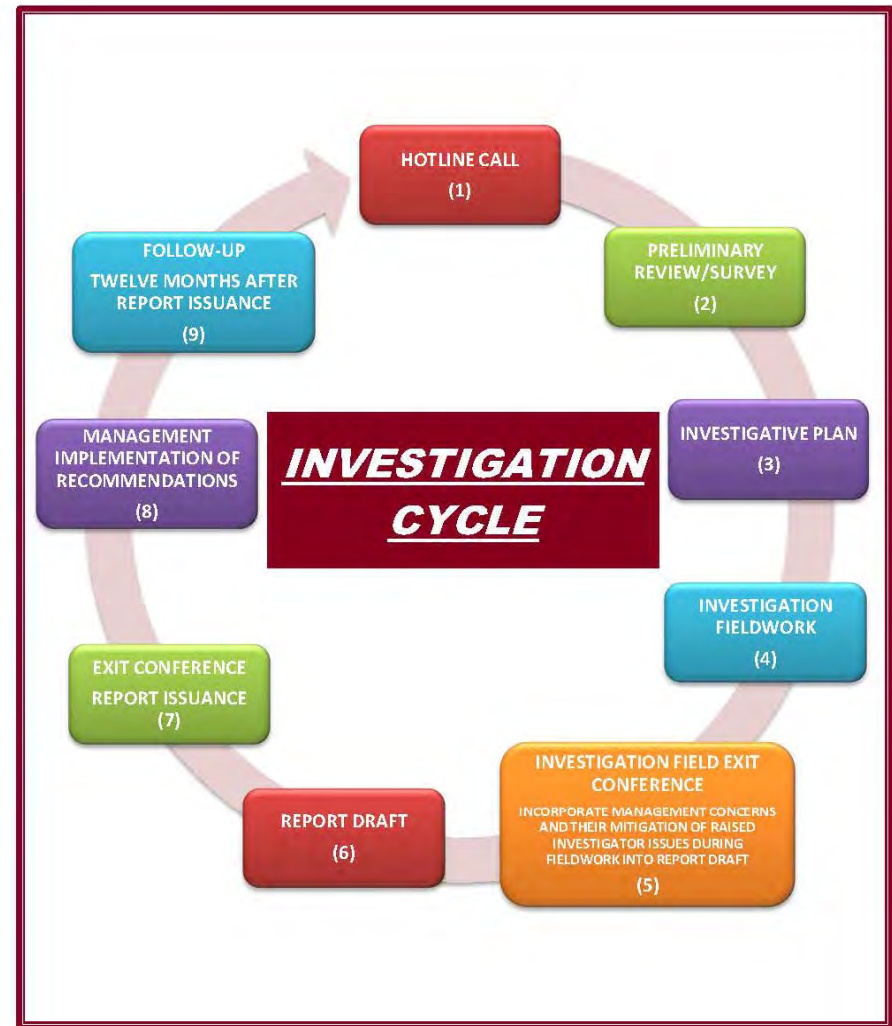 HOTLINE CALL
(1)
PRELIMINARY
REVIEW/SURVEY
(2)
INVESTIGATIVE PLAN
(3)
INVESTIGATION
FIELDWORK
(4)
INVESTIGATION FIELD EXIT
CONFERENCE
INCORPORATE MANAGEMENT CONCERNS
AND THEIR MITIGATION OF RAISED
INVESTIGATOR ISSUES DURING
FIELDWORK INTO REPORT DRAFT
(5)
REPORT DRAFT
(6)
EXIT CONFERENCE
REPORT ISSUANCE
(7)
MANAGEMENT
IMPLEMENTATION OF
RECOMMENDATIONS
(8)
FOLLOW-UP
TWELVE MONTHS AFTER
REPORT ISSUANCE
(9)
INVESTIGATION
CYCLE